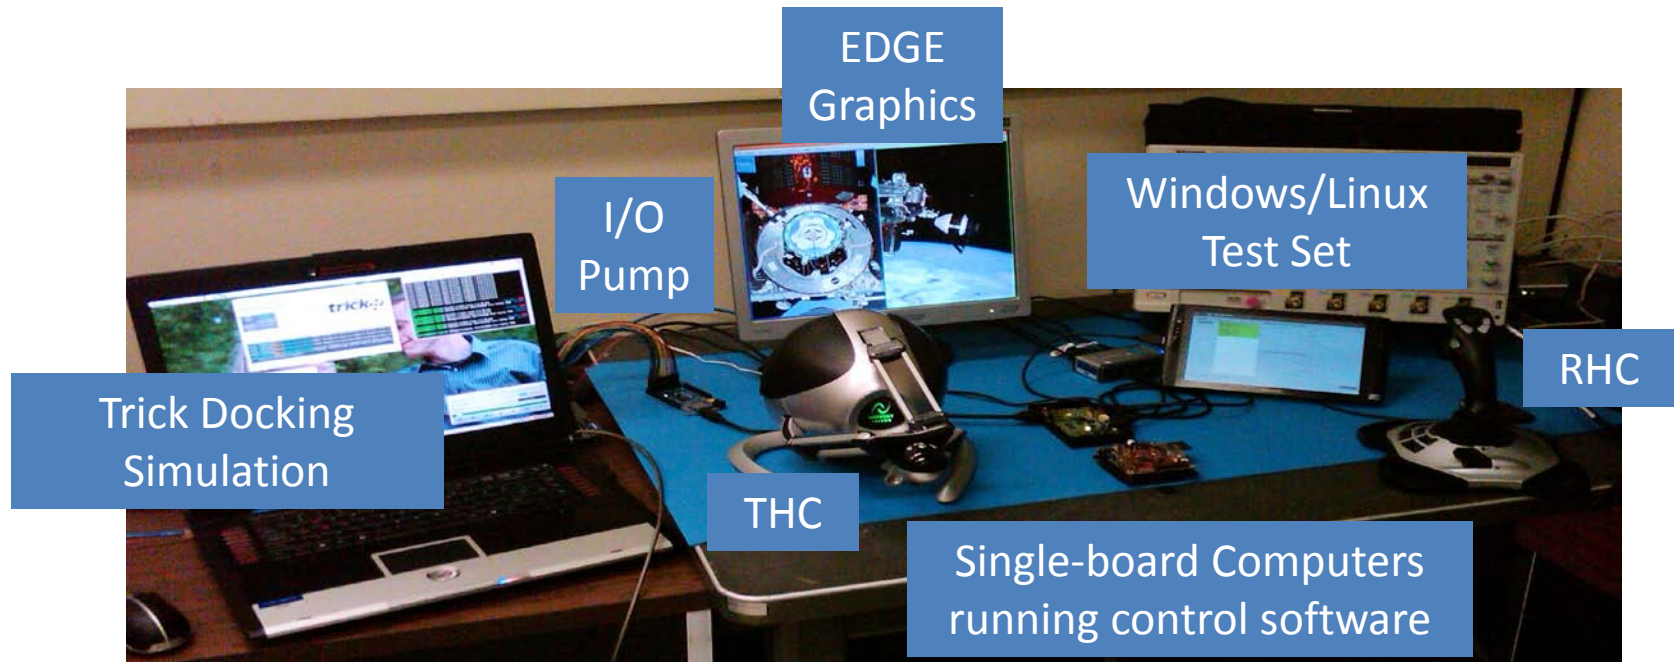 EDGE
Graphics
Windows/Linux
Test Set
I/O
Pump
trick
RHC
Trick Docking
Simulation
THC
Single-board Computers
running control software